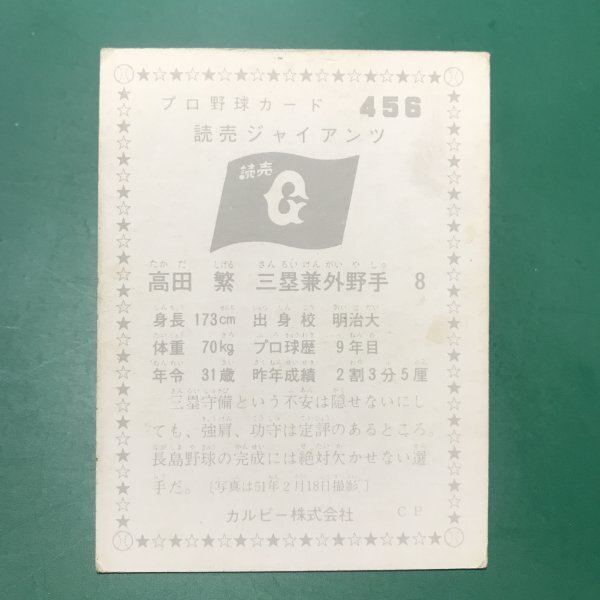 プロ野球カード 456
読売ジャイアンツ
読売
G
高田 繁 三塁兼外野手 8
身長 173cm 出身校 明治大
体重 70kg プロ球歴 9年目
年令 31歳 昨年成績 2割3分5厘
三塁守備という不安は隠せないにし
ても、強肩、功守は定評のあるところ。
長島野球の完成には絶対欠かせない選
手だ。〔写真は51年2月18日撮影〕
カルビー株式会社 CP